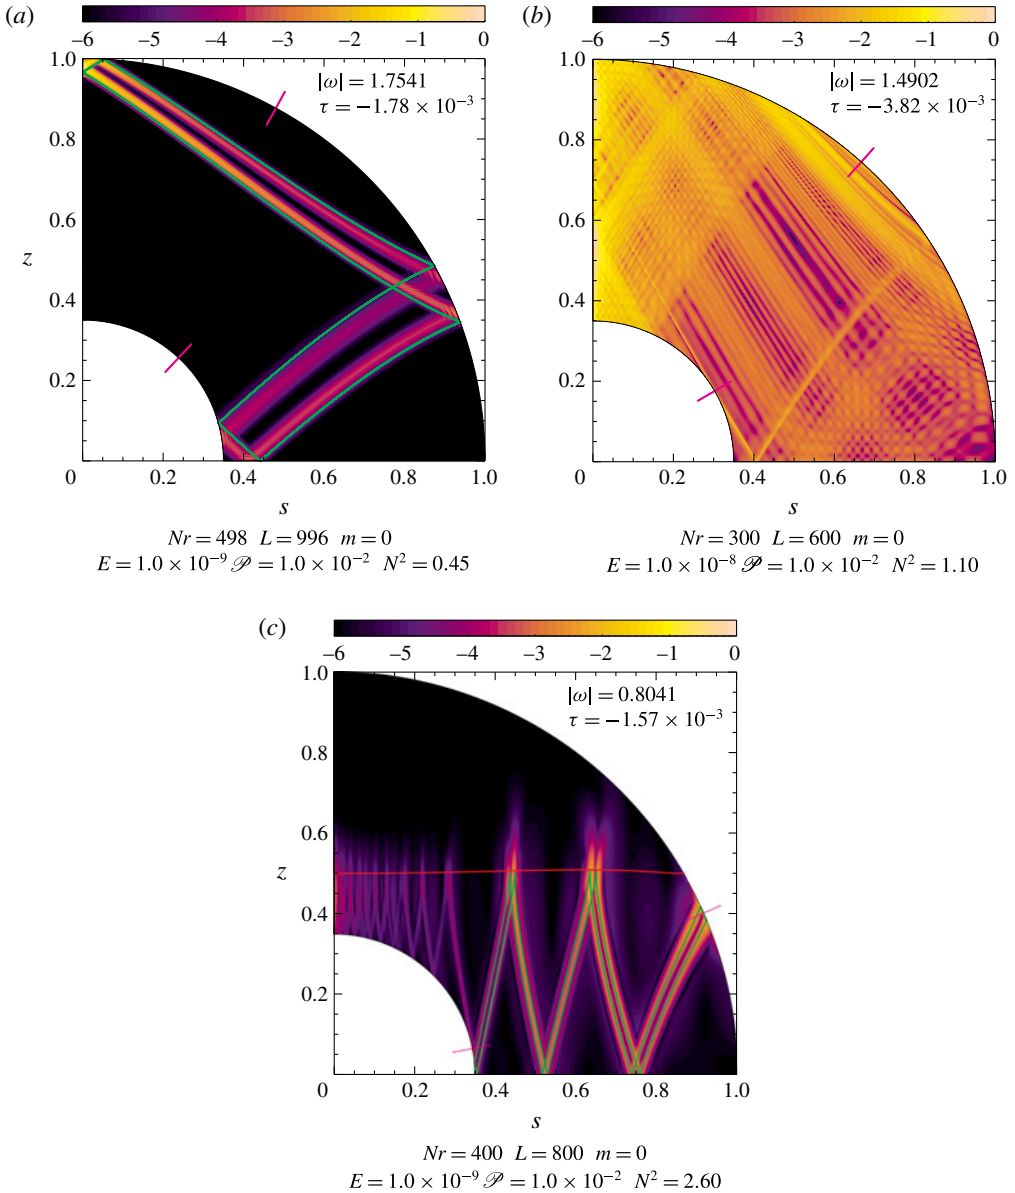 (a)
−6 −5 −4 −3 −2 −1 0
1.0
|ω| = 1.7541
τ = −1.78 × 10⁻³
0.8
0.6
z
0.4
0.2
0 0.2 0.4 0.6 0.8 1.0
s
Nr = 498 L = 996 m = 0
E = 1.0 × 10⁻⁹ 𝒫 = 1.0 × 10⁻² N² = 0.45
(b)
−6 −5 −4 −3 −2 −1 0
1.0
|ω| = 1.4902
τ = −3.82 × 10⁻³
0.8
0.6
0.4
0.2
0 0.2 0.4 0.6 0.8 1.0
s
Nr = 300 L = 600 m = 0
E = 1.0 × 10⁻⁸ 𝒫 = 1.0 × 10⁻² N² = 1.10
(c)
−6 −5 −4 −3 −2 −1 0
1.0
|ω| = 0.8041
τ = −1.57 × 10⁻³
0.8
0.6
z
0.4
0.2
0 0.2 0.4 0.6 0.8 1.0
s
Nr = 400 L = 800 m = 0
E = 1.0 × 10⁻⁹ 𝒫 = 1.0 × 10⁻² N² = 2.60